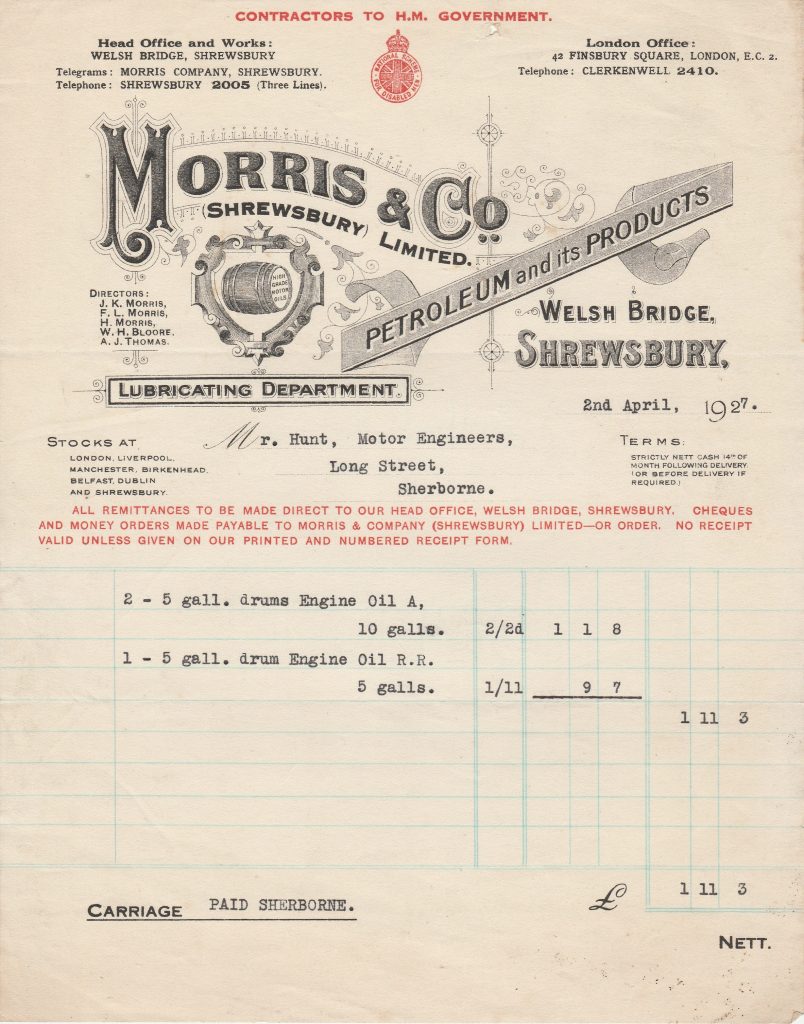 CONTRACTORS TO H.M. GOVERNMENT.
Head Office and Works:
WELSH BRIDGE, SHREWSBURY
Telegrams: MORRIS COMPANY, SHREWSBURY.
Telephone: SHREWSBURY 2005 (Three Lines).
NATIONAL SCHEME
FOR DISABLED MEN
London Office:
42 FINSBURY SQUARE, LONDON, E.C. 2.
Telephone: CLERKENWELL 2410.
MORRIS & Co.
(SHREWSBURY) LIMITED.
HIGH GRADE MOTOR OILS
PETROLEUM and its PRODUCTS
DIRECTORS:
J. K. MORRIS,
F. L. MORRIS,
H. MORRIS,
W. H. BLOORE,
A. J. THOMAS.
WELSH BRIDGE,
SHREWSBURY,
LUBRICATING DEPARTMENT.
2nd April, 1927.
STOCKS AT
LONDON, LIVERPOOL,
MANCHESTER, BIRKENHEAD,
BELFAST, DUBLIN
AND SHREWSBURY.
Mr. Hunt, Motor Engineers,
Long Street,
Sherborne.
TERMS:
STRICTLY NETT CASH 14TH OF
MONTH FOLLOWING DELIVERY
(OR BEFORE DELIVERY IF
REQUIRED.)
ALL REMITTANCES TO BE MADE DIRECT TO OUR HEAD OFFICE, WELSH BRIDGE, SHREWSBURY. CHEQUES
AND MONEY ORDERS MADE PAYABLE TO MORRIS & COMPANY (SHREWSBURY) LIMITED—OR ORDER. NO RECEIPT
VALID UNLESS GIVEN ON OUR PRINTED AND NUMBERED RECEIPT FORM.
2 - 5 gall. drums Engine Oil A,
10 galls. 2/2d 1 1 8
1 - 5 gall. drum Engine Oil R.R.
5 galls. 1/11 9 7
1 11 3
CARRIAGE PAID SHERBORNE. £ 1 11 3
NETT.